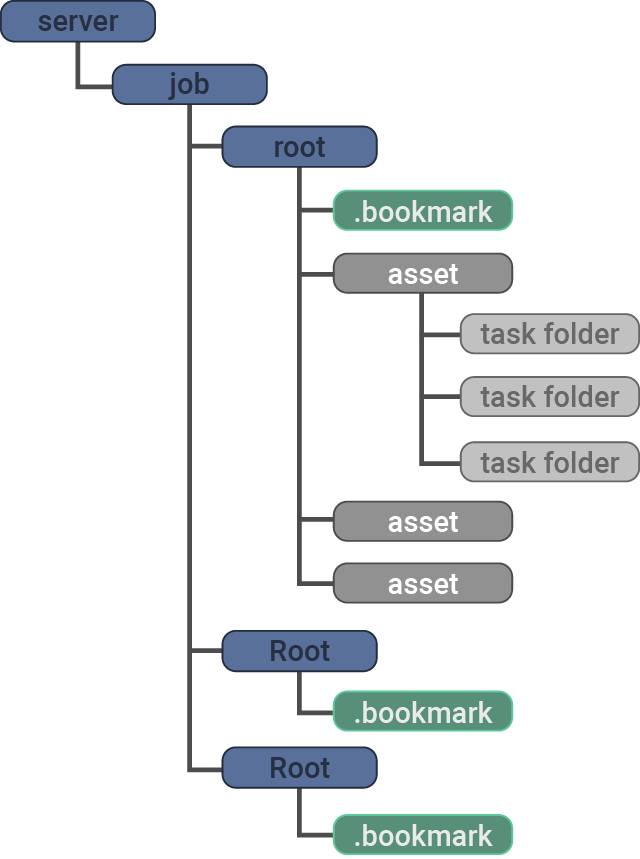 server
job
root
.bookmark
asset
task folder
task folder
task folder
asset
asset
Root
.bookmark
Root
.bookmark